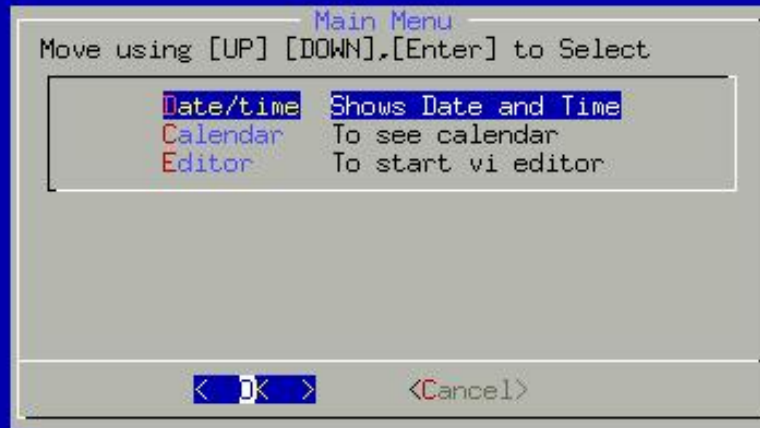 Main Menu
Move using [UP] [DOWN],[Enter] to Select
Date/time Shows Date and Time
Calendar To see calendar
Editor To start vi editor
< OK > <Cancel>